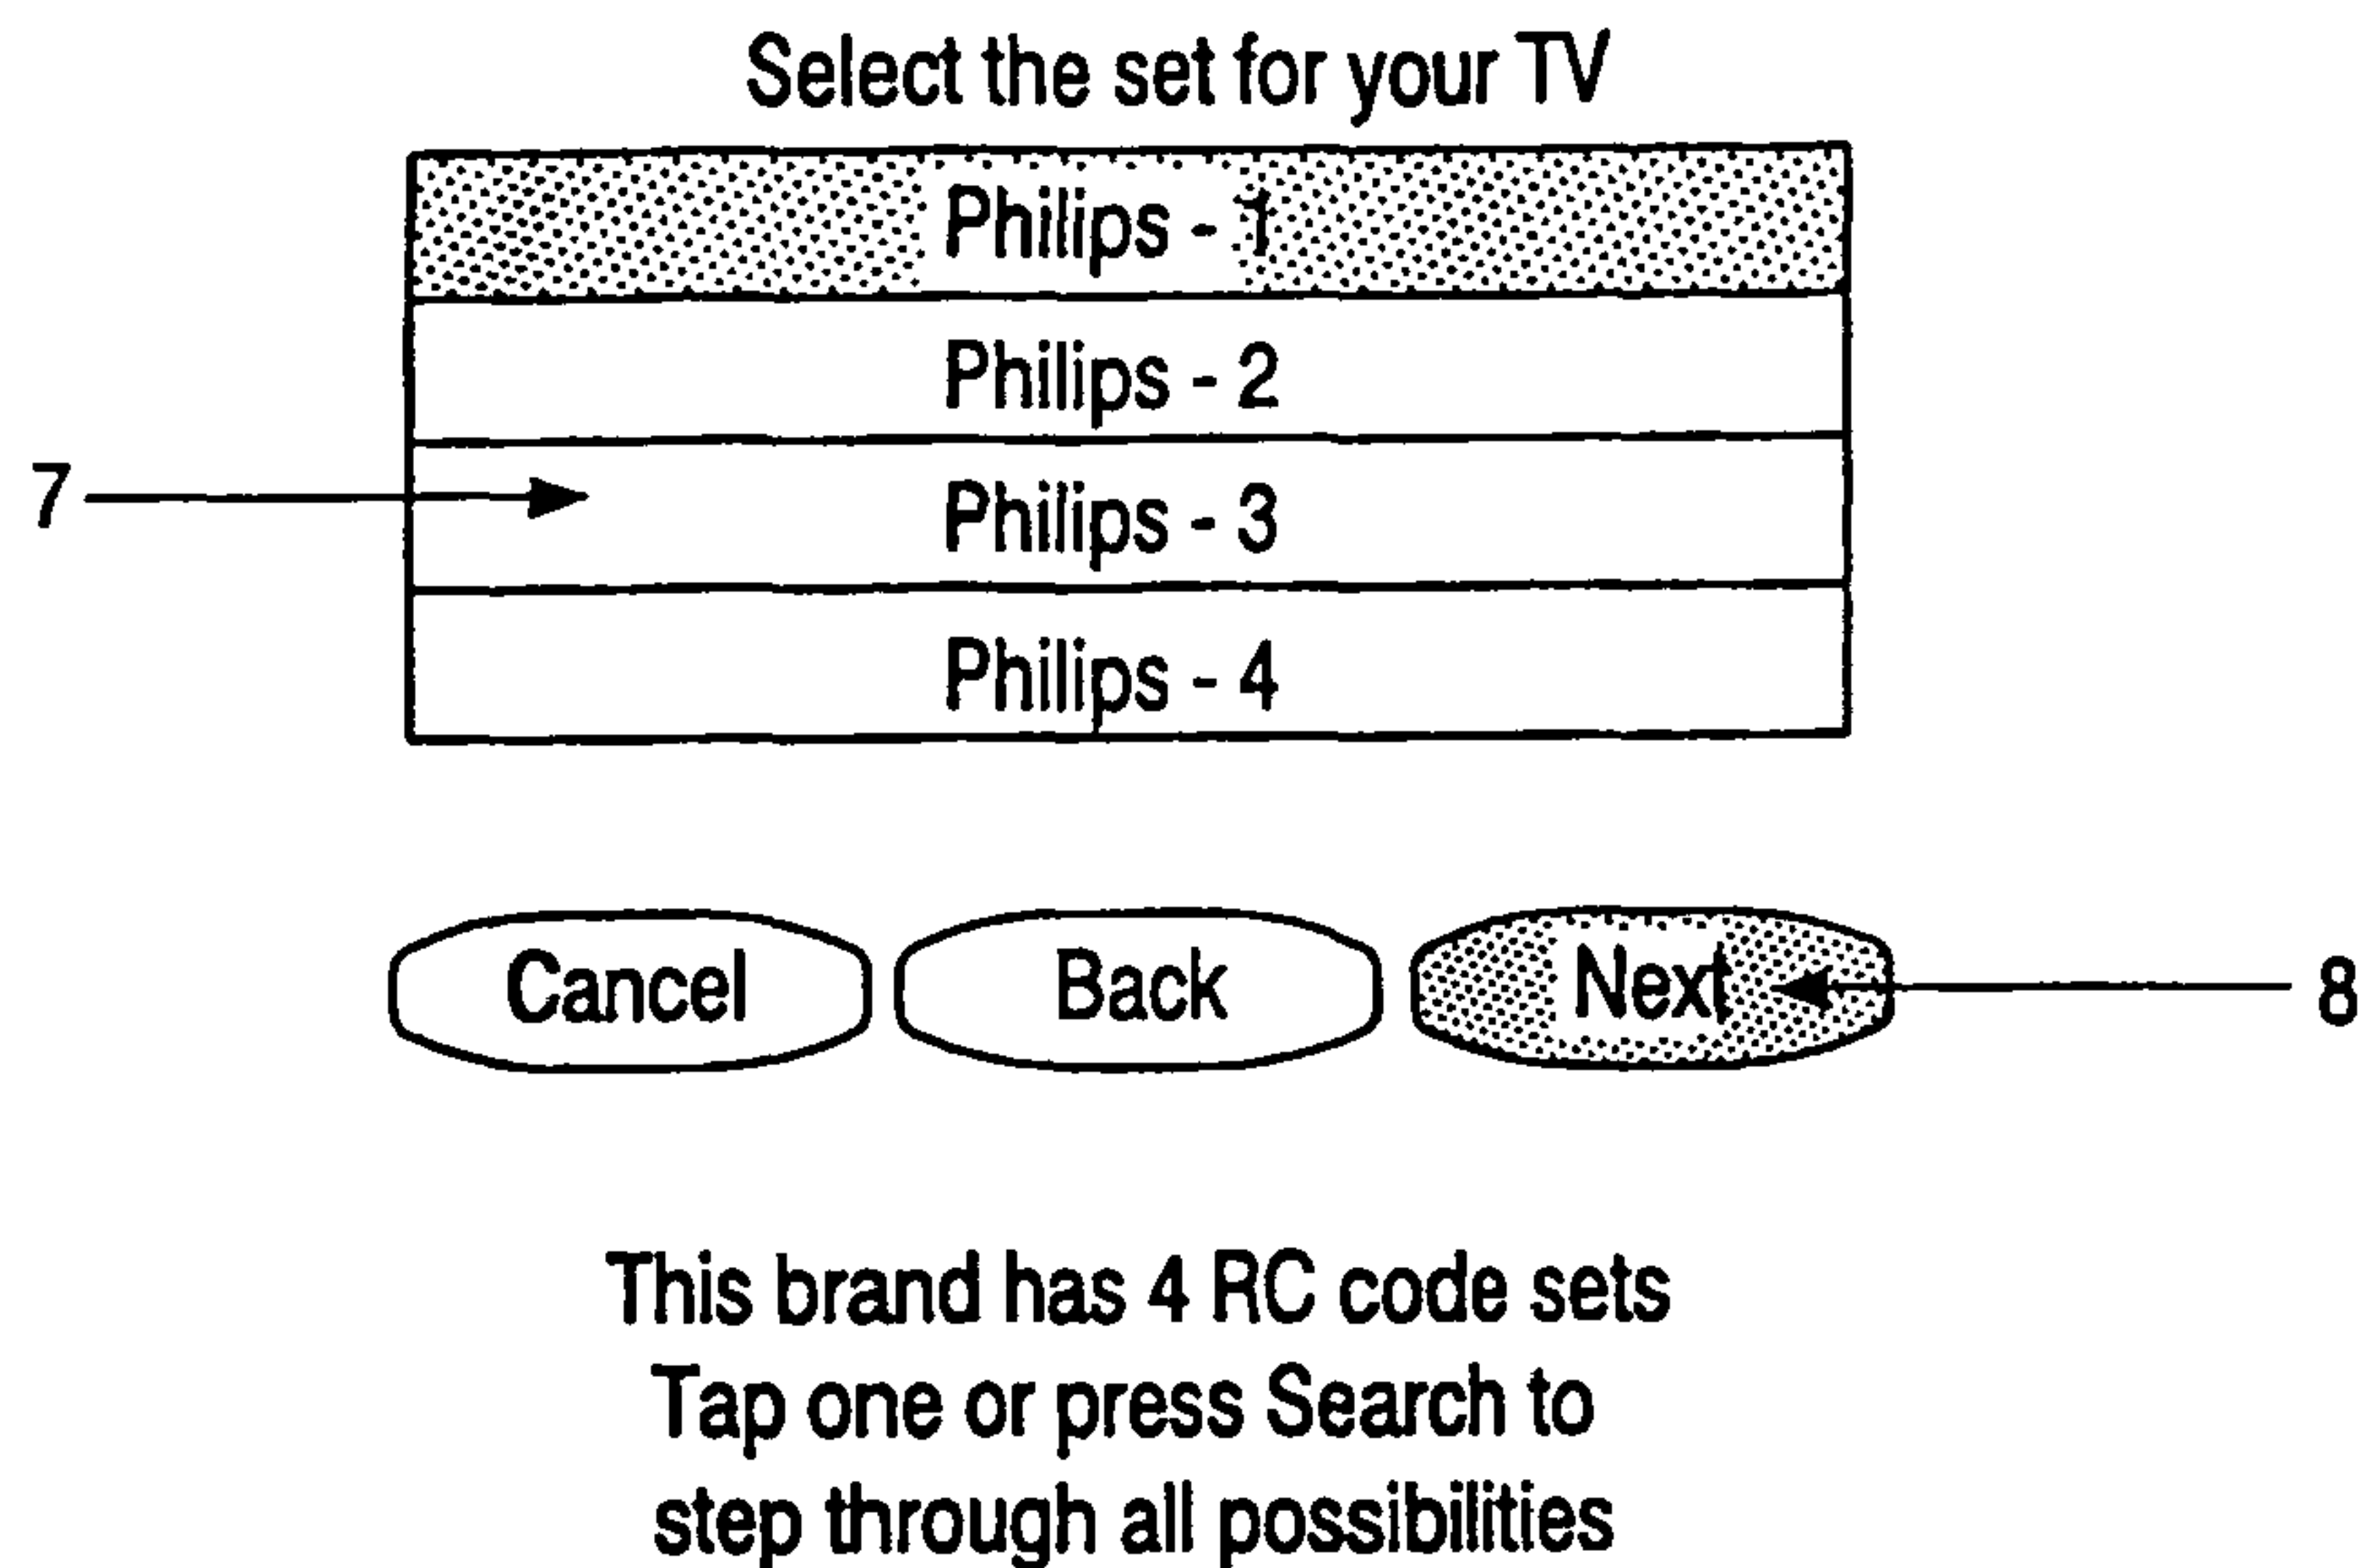 Select the set for your TV
Philips - 1
Philips - 2
7
Philips - 3
Philips - 4
Cancel Back Next 8
This brand has 4 RC code sets
Tap one or press Search to
step through all possibilities